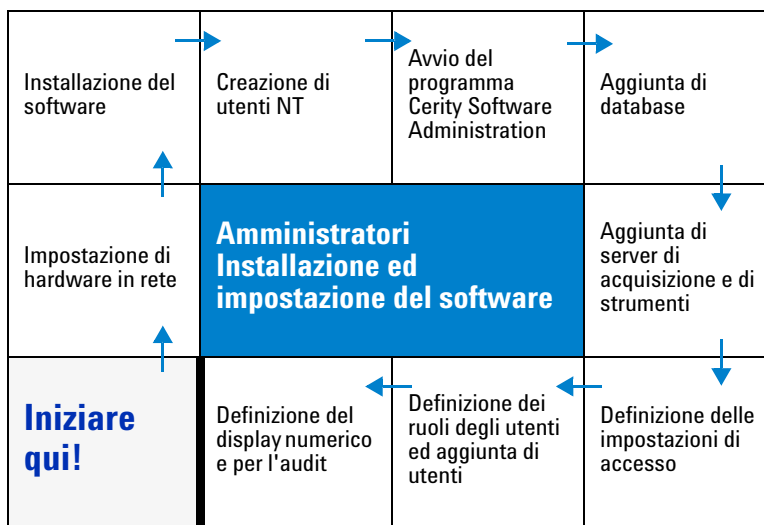 Installazione del
software
Creazione di
utenti NT
Avvio del
programma
Cerity Software
Administration
Aggiunta di
database
Impostazione di
hardware in rete
Amministratori
Installazione ed
impostazione del software
Aggiunta di
server di
acquisizione e di
strumenti
Iniziare
qui!
Definizione del
display numerico
e per l'audit
Definizione dei
ruoli degli utenti
ed aggiunta di
utenti
Definizione delle
impostazioni di
accesso